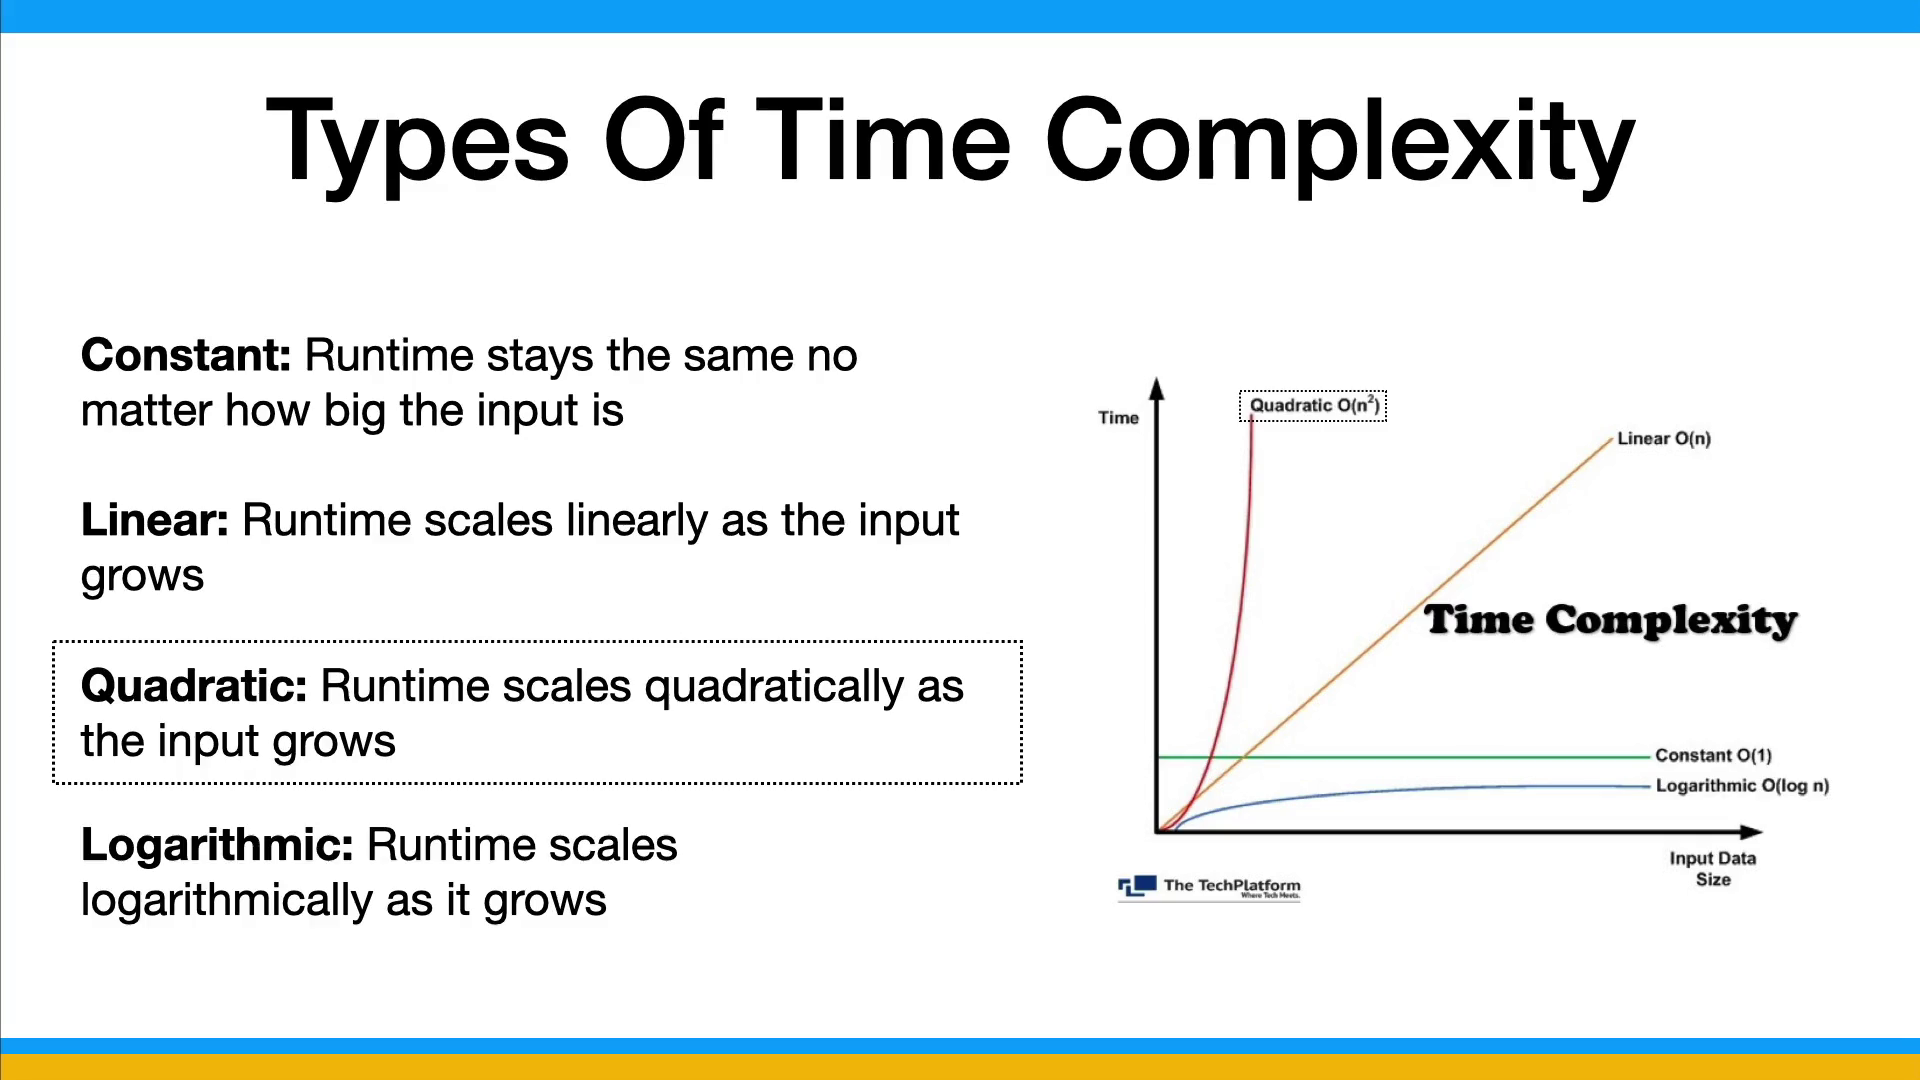 Types Of Time Complexity
Constant: Runtime stays the same no
matter how big the input is
Linear: Runtime scales linearly as the input
grows
Quadratic: Runtime scales quadratically as
the input grows
Logarithmic: Runtime scales
logarithmically as it grows
Time
Quadratic O(n²)
Linear O(n)
Time Complexity
Constant O(1)
Logarithmic O(log n)
Input Data
Size
The TechPlatform
Where Tech Meets.